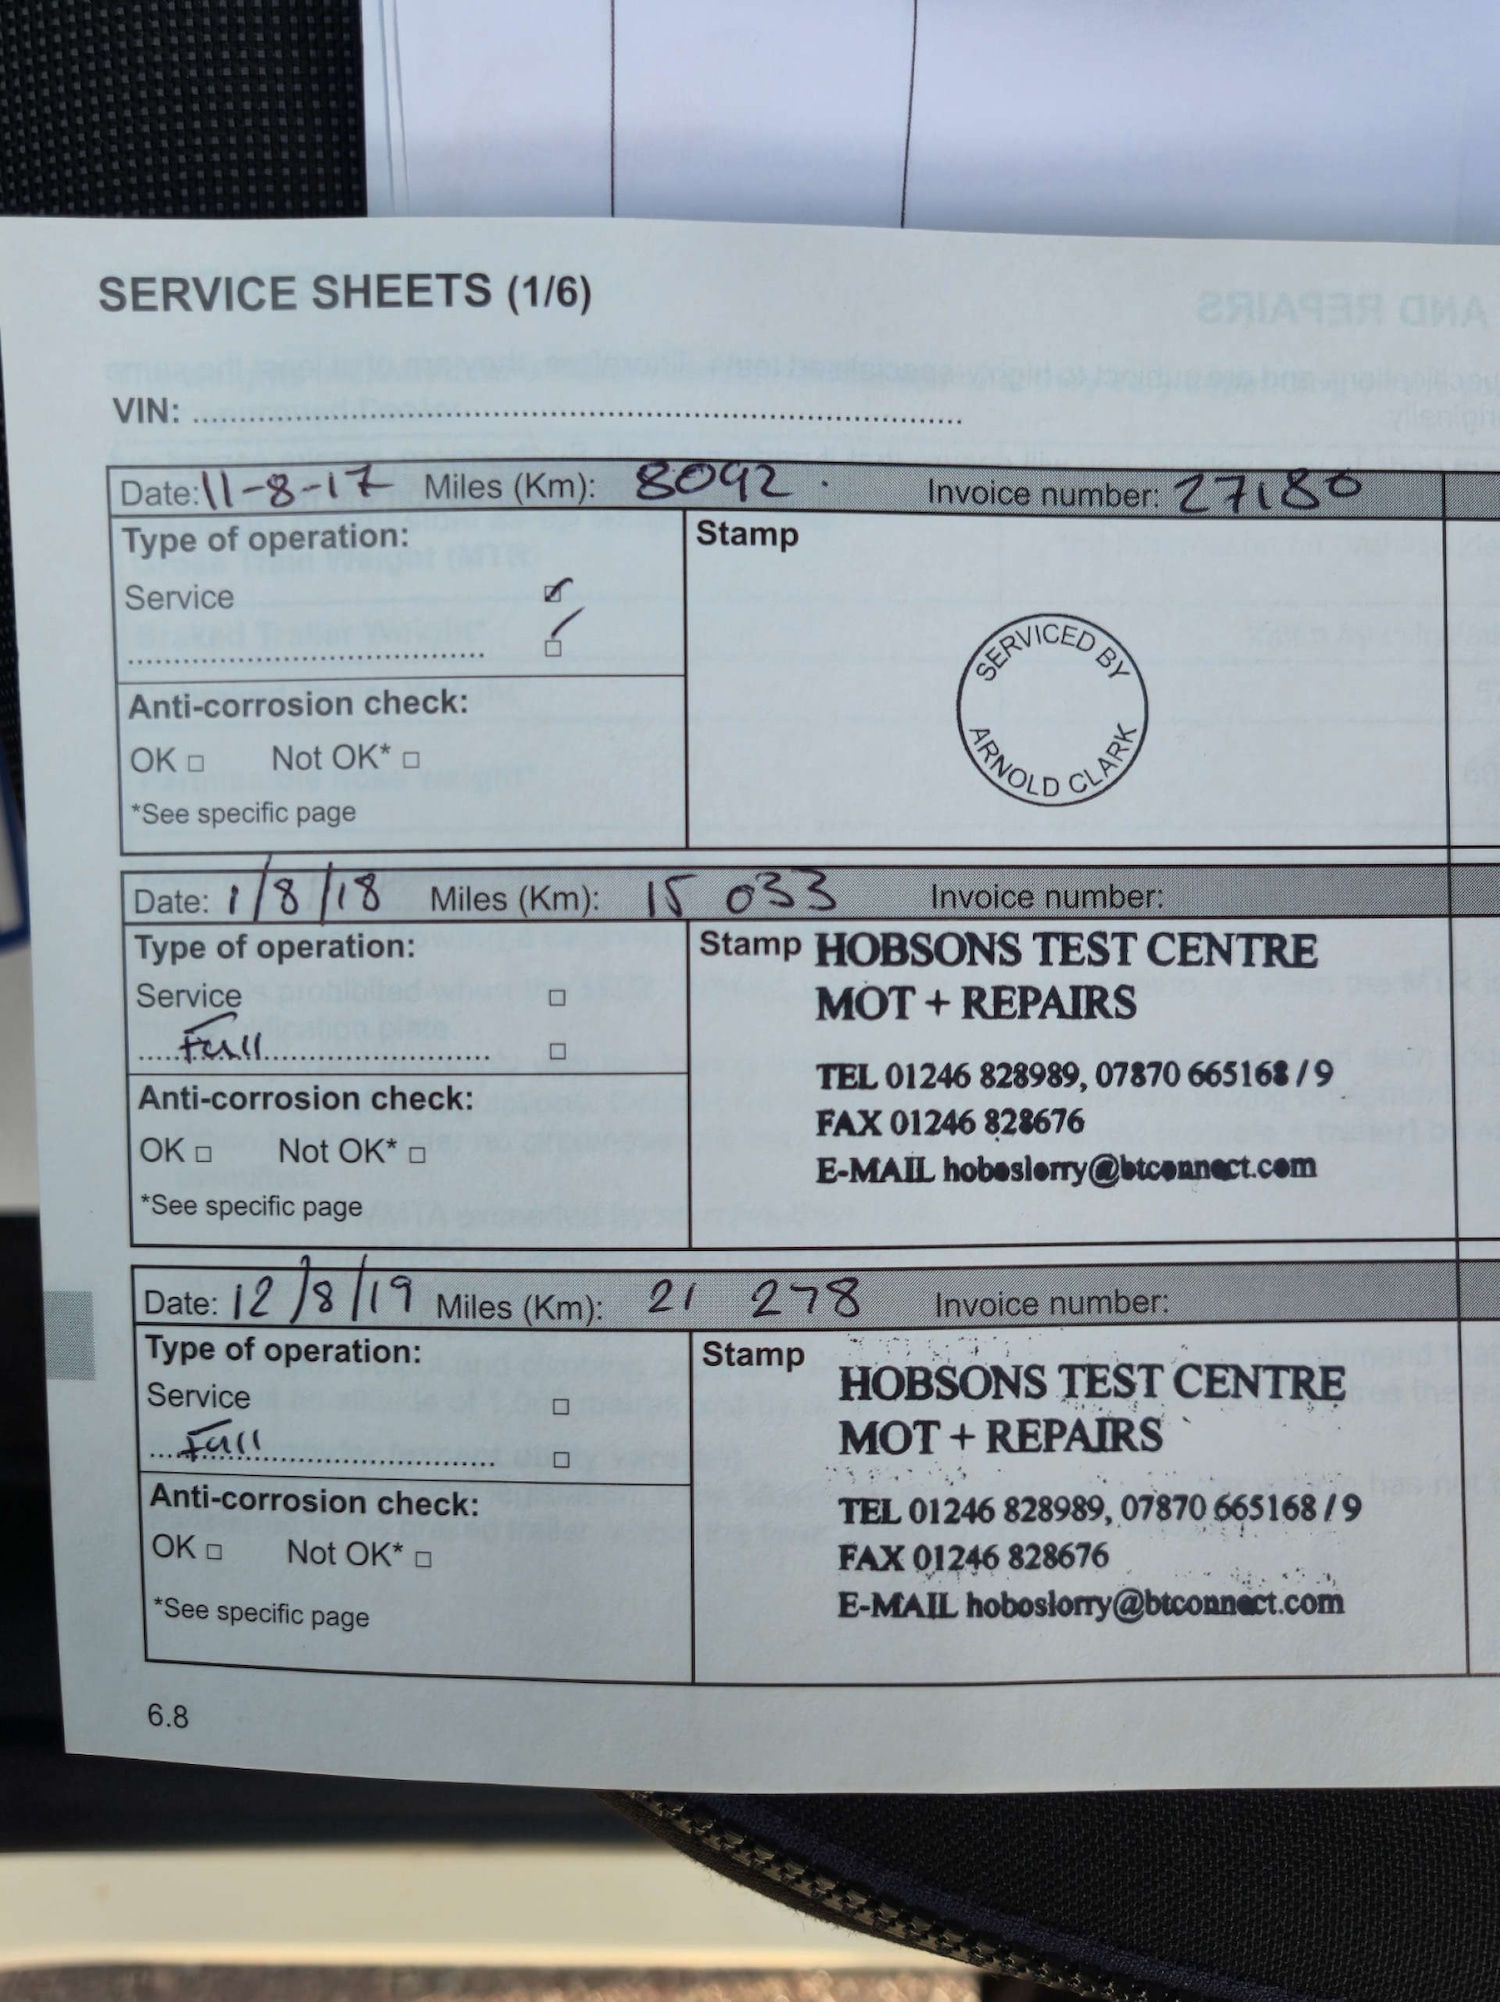 SERVICE SHEETS (1/6)
AND REPAIRS
VIN: ........................................
Date: 11-8-17 Miles (Km): 8092 . Invoice number: 27180
Type of operation:
Stamp
Service
SERVICED BY
ARNOLD CLARK
Anti-corrosion check:
OK □ Not OK* □
*See specific page
Date: 1/8/18 Miles (Km): 15 033 Invoice number:
Type of operation:
Stamp HOBSONS TEST CENTRE
MOT + REPAIRS
Service □
Full □
TEL 01246 828989, 07870 665168 / 9
Anti-corrosion check:
FAX 01246 828676
OK □ Not OK* □
E-MAIL hoboslorry@btconnect.com
*See specific page
Date: 12/8/19 Miles (Km): 21 278 Invoice number:
Type of operation:
Stamp HOBSONS TEST CENTRE
MOT + REPAIRS
Service □
Full □
TEL 01246 828989, 07870 665168 / 9
Anti-corrosion check:
FAX 01246 828676
OK □ Not OK* □
E-MAIL hoboslorry@btconnect.com
*See specific page
6.8